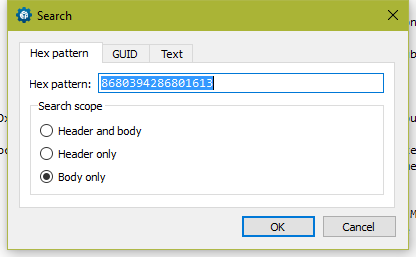 Search
Hex pattern GUID Text
Hex pattern: 8680394286801613
Search scope
Header and body
Header only
Body only
OK Cancel